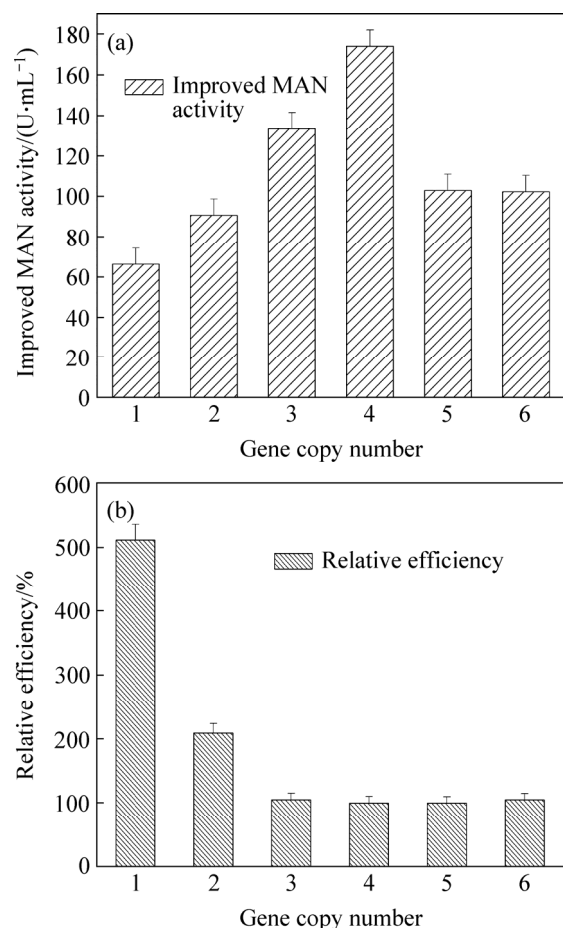 (a)
Improved MAN
activity
Improved MAN activity/(U·mL⁻¹)
180
160
140
120
100
80
60
40
20
0
1 2 3 4 5 6
Gene copy number
(b)
Relative efficiency
Relative efficiency/%
600
500
400
300
200
100
0
1 2 3 4 5 6
Gene copy number